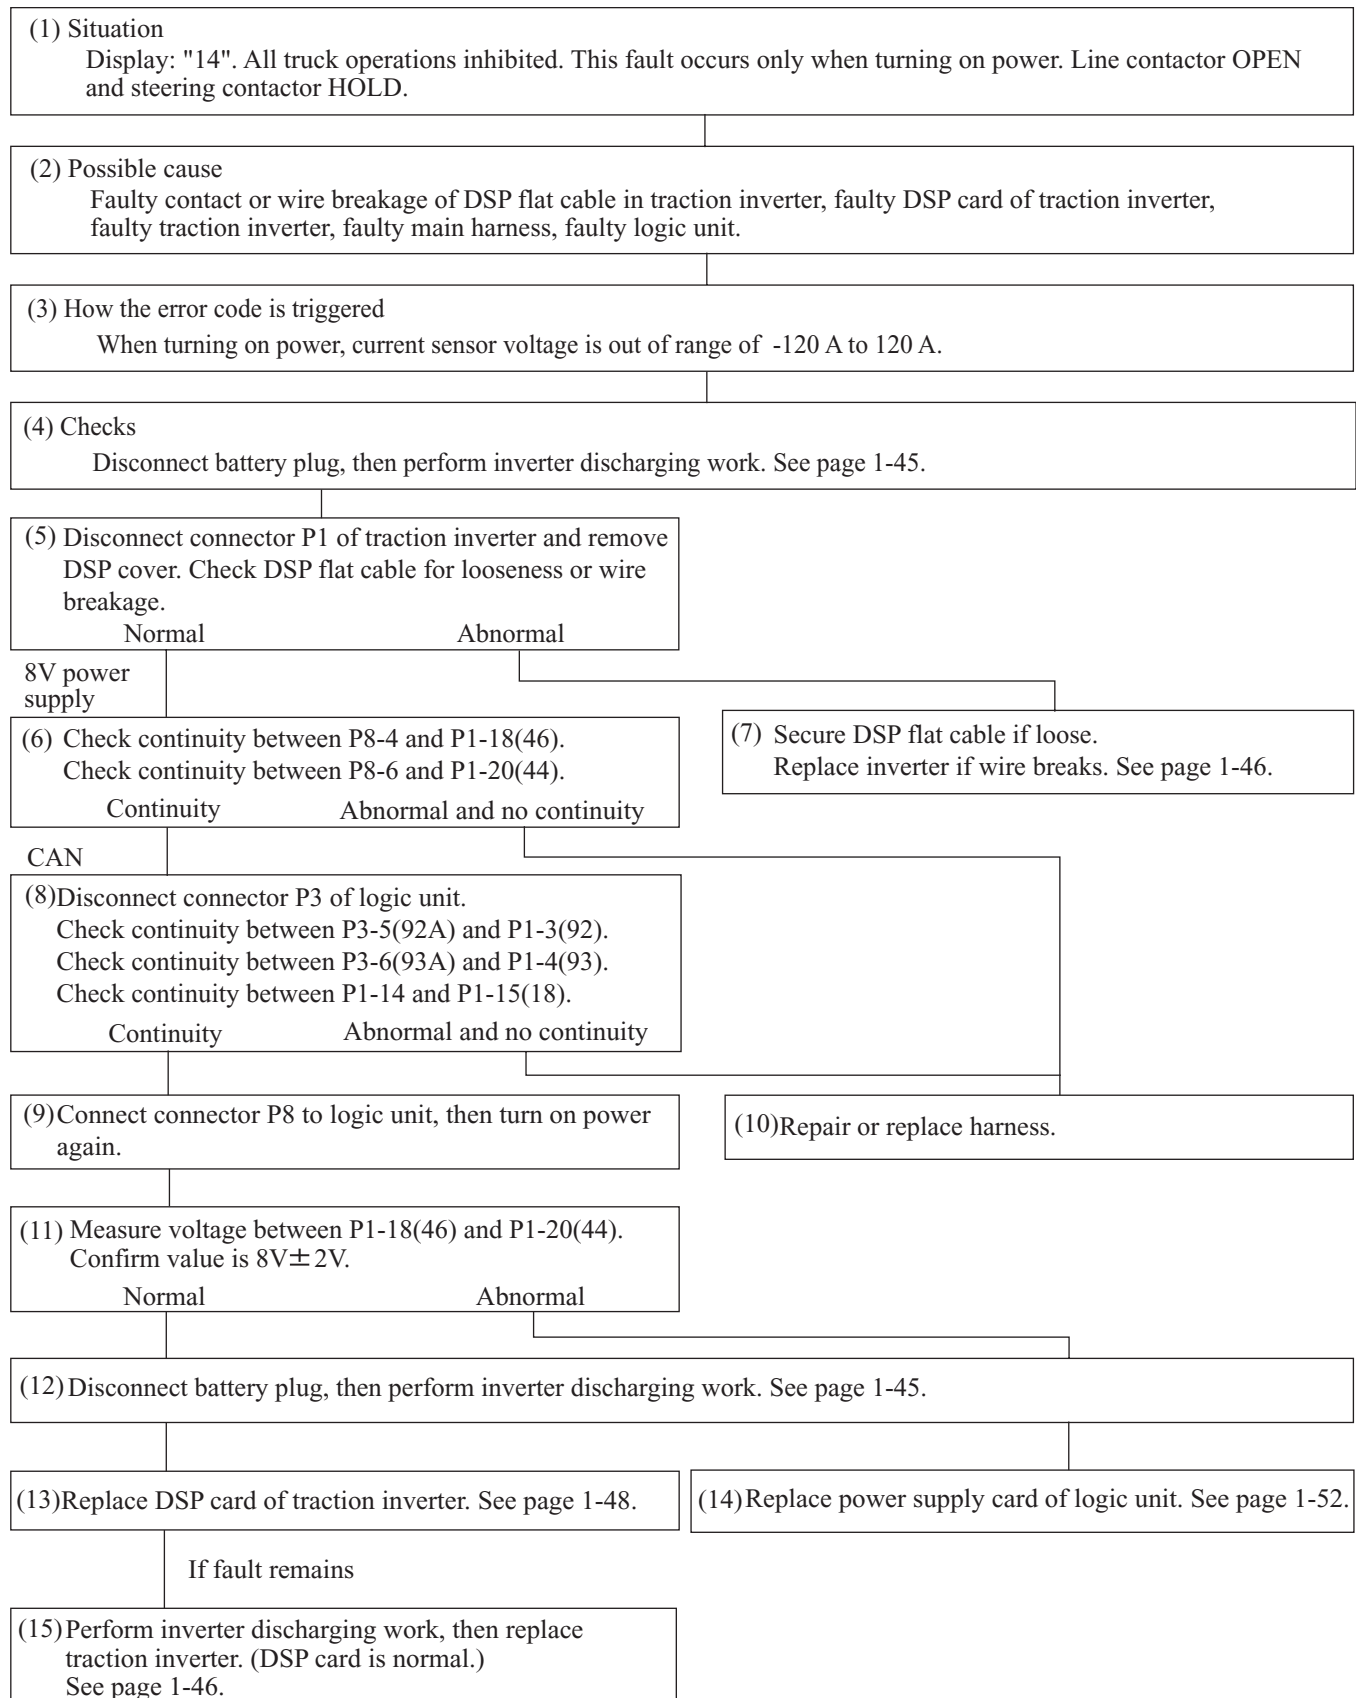 (1) Situation
Display: "14". All truck operations inhibited. This fault occurs only when turning on power. Line contactor OPEN
and steering contactor HOLD.
(2) Possible cause
Faulty contact or wire breakage of DSP flat cable in traction inverter, faulty DSP card of traction inverter,
faulty traction inverter, faulty main harness, faulty logic unit.
(3) How the error code is triggered
When turning on power, current sensor voltage is out of range of -120 A to 120 A.
(4) Checks
Disconnect battery plug, then perform inverter discharging work. See page 1-45.
(5) Disconnect connector P1 of traction inverter and remove
DSP cover. Check DSP flat cable for looseness or wire
breakage.
Normal Abnormal
8V power
supply
(6) Check continuity between P8-4 and P1-18(46).
Check continuity between P8-6 and P1-20(44).
Continuity Abnormal and no continuity
(7) Secure DSP flat cable if loose.
Replace inverter if wire breaks. See page 1-46.
CAN
(8)Disconnect connector P3 of logic unit.
Check continuity between P3-5(92A) and P1-3(92).
Check continuity between P3-6(93A) and P1-4(93).
Check continuity between P1-14 and P1-15(18).
Continuity Abnormal and no continuity
(9)Connect connector P8 to logic unit, then turn on power
again.
(10)Repair or replace harness.
(11) Measure voltage between P1-18(46) and P1-20(44).
Confirm value is 8V±2V.
Normal Abnormal
(12)Disconnect battery plug, then perform inverter discharging work. See page 1-45.
(13)Replace DSP card of traction inverter. See page 1-48.
(14)Replace power supply card of logic unit. See page 1-52.
If fault remains
(15)Perform inverter discharging work, then replace
traction inverter. (DSP card is normal.)
See page 1-46.